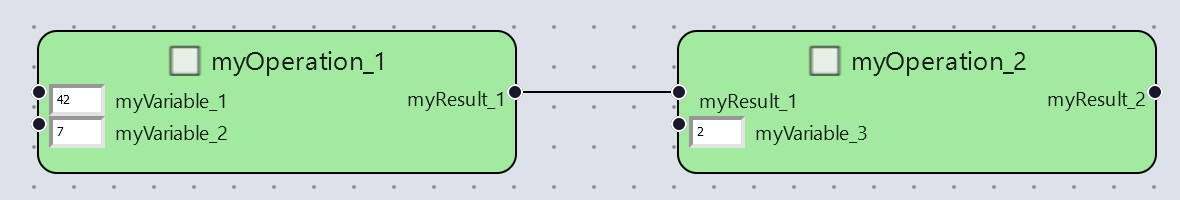 myOperation_1
42 myVariable_1
myResult_1
7 myVariable_2
myOperation_2
myResult_1
myResult_2
2 myVariable_3